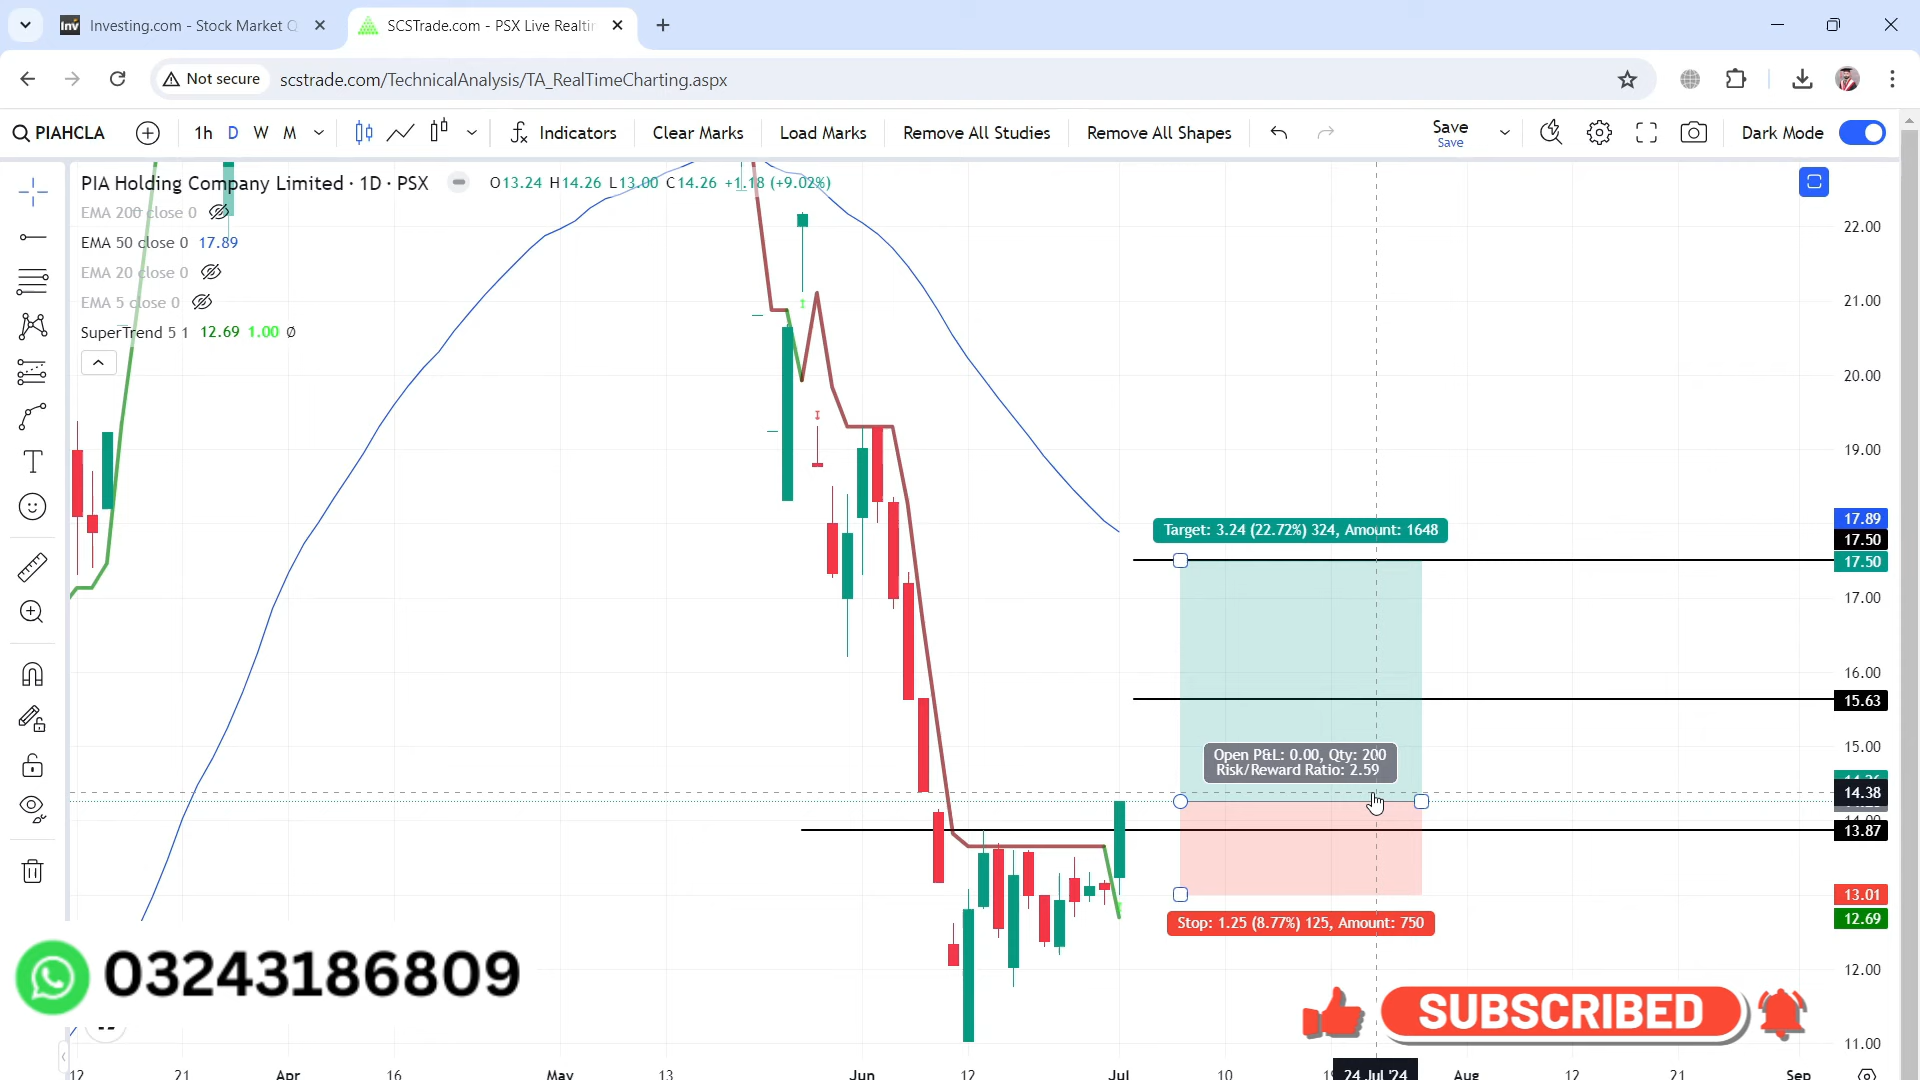 Investing.com - Stock Market Q
SCSTrade.com - PSX Live Realtin
Not secure
scstrade.com/TechnicalAnalysis/TA_RealTimeCharting.aspx
PIAHCLA
1h D W M
Indicators
Clear Marks
Load Marks
Remove All Studies
Remove All Shapes
Save
Save
Dark Mode
PIA Holding Company Limited · 1D · PSX
O13.24 H14.26 L13.00 C14.26 +1.18 (+9.02%)
EMA 200 close 0
EMA 50 close 0 17.89
EMA 20 close 0
EMA 5 close 0
SuperTrend 5 1 12.69 1.00 Ø
22.00
21.00
20.00
19.00
17.89
17.50
17.50
17.00
16.00
15.63
15.00
14.38
13.87
13.01
12.69
12.00
11.00
Target: 3.24 (22.72%) 324, Amount: 1648
Open P&L: 0.00, Qty: 200
Risk/Reward Ratio: 2.59
Stop: 1.25 (8.77%) 125, Amount: 750
03243186809
SUBSCRIBED
12 21 Apr 16 May 13 Jun 12 Jul 10 24 Jul '24 Aug 12 21 Sep